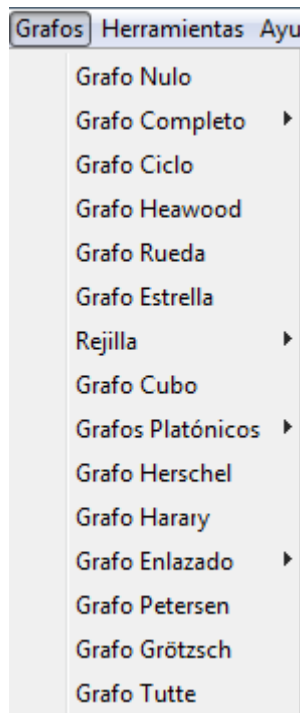 Grafos Herramientas Ayu
Grafo Nulo
Grafo Completo
Grafo Ciclo
Grafo Heawood
Grafo Rueda
Grafo Estrella
Rejilla
Grafo Cubo
Grafos Platónicos
Grafo Herschel
Grafo Harary
Grafo Enlazado
Grafo Petersen
Grafo Grötzsch
Grafo Tutte